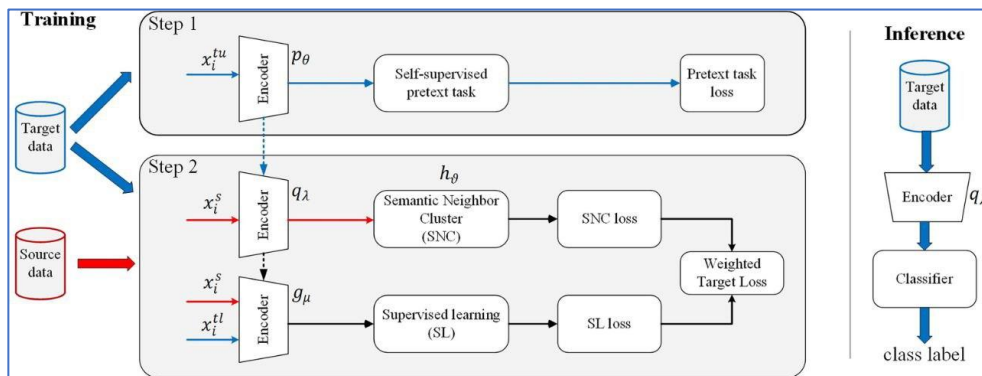 Training
Step 1
x_i^{tu}
Encoder
p_θ
Self-supervised
pretext task
Pretext task
loss
Target
data
Step 2
x_i^s
Encoder
q_λ
h_ϑ
Semantic Neighbor
Cluster
(SNC)
SNC loss
Source
data
Weighted
Target Loss
x_i^s
x_i^{tl}
Encoder
g_μ
Supervised learning
(SL)
SL loss
Inference
Target
data
Encoder
Classifier
class label